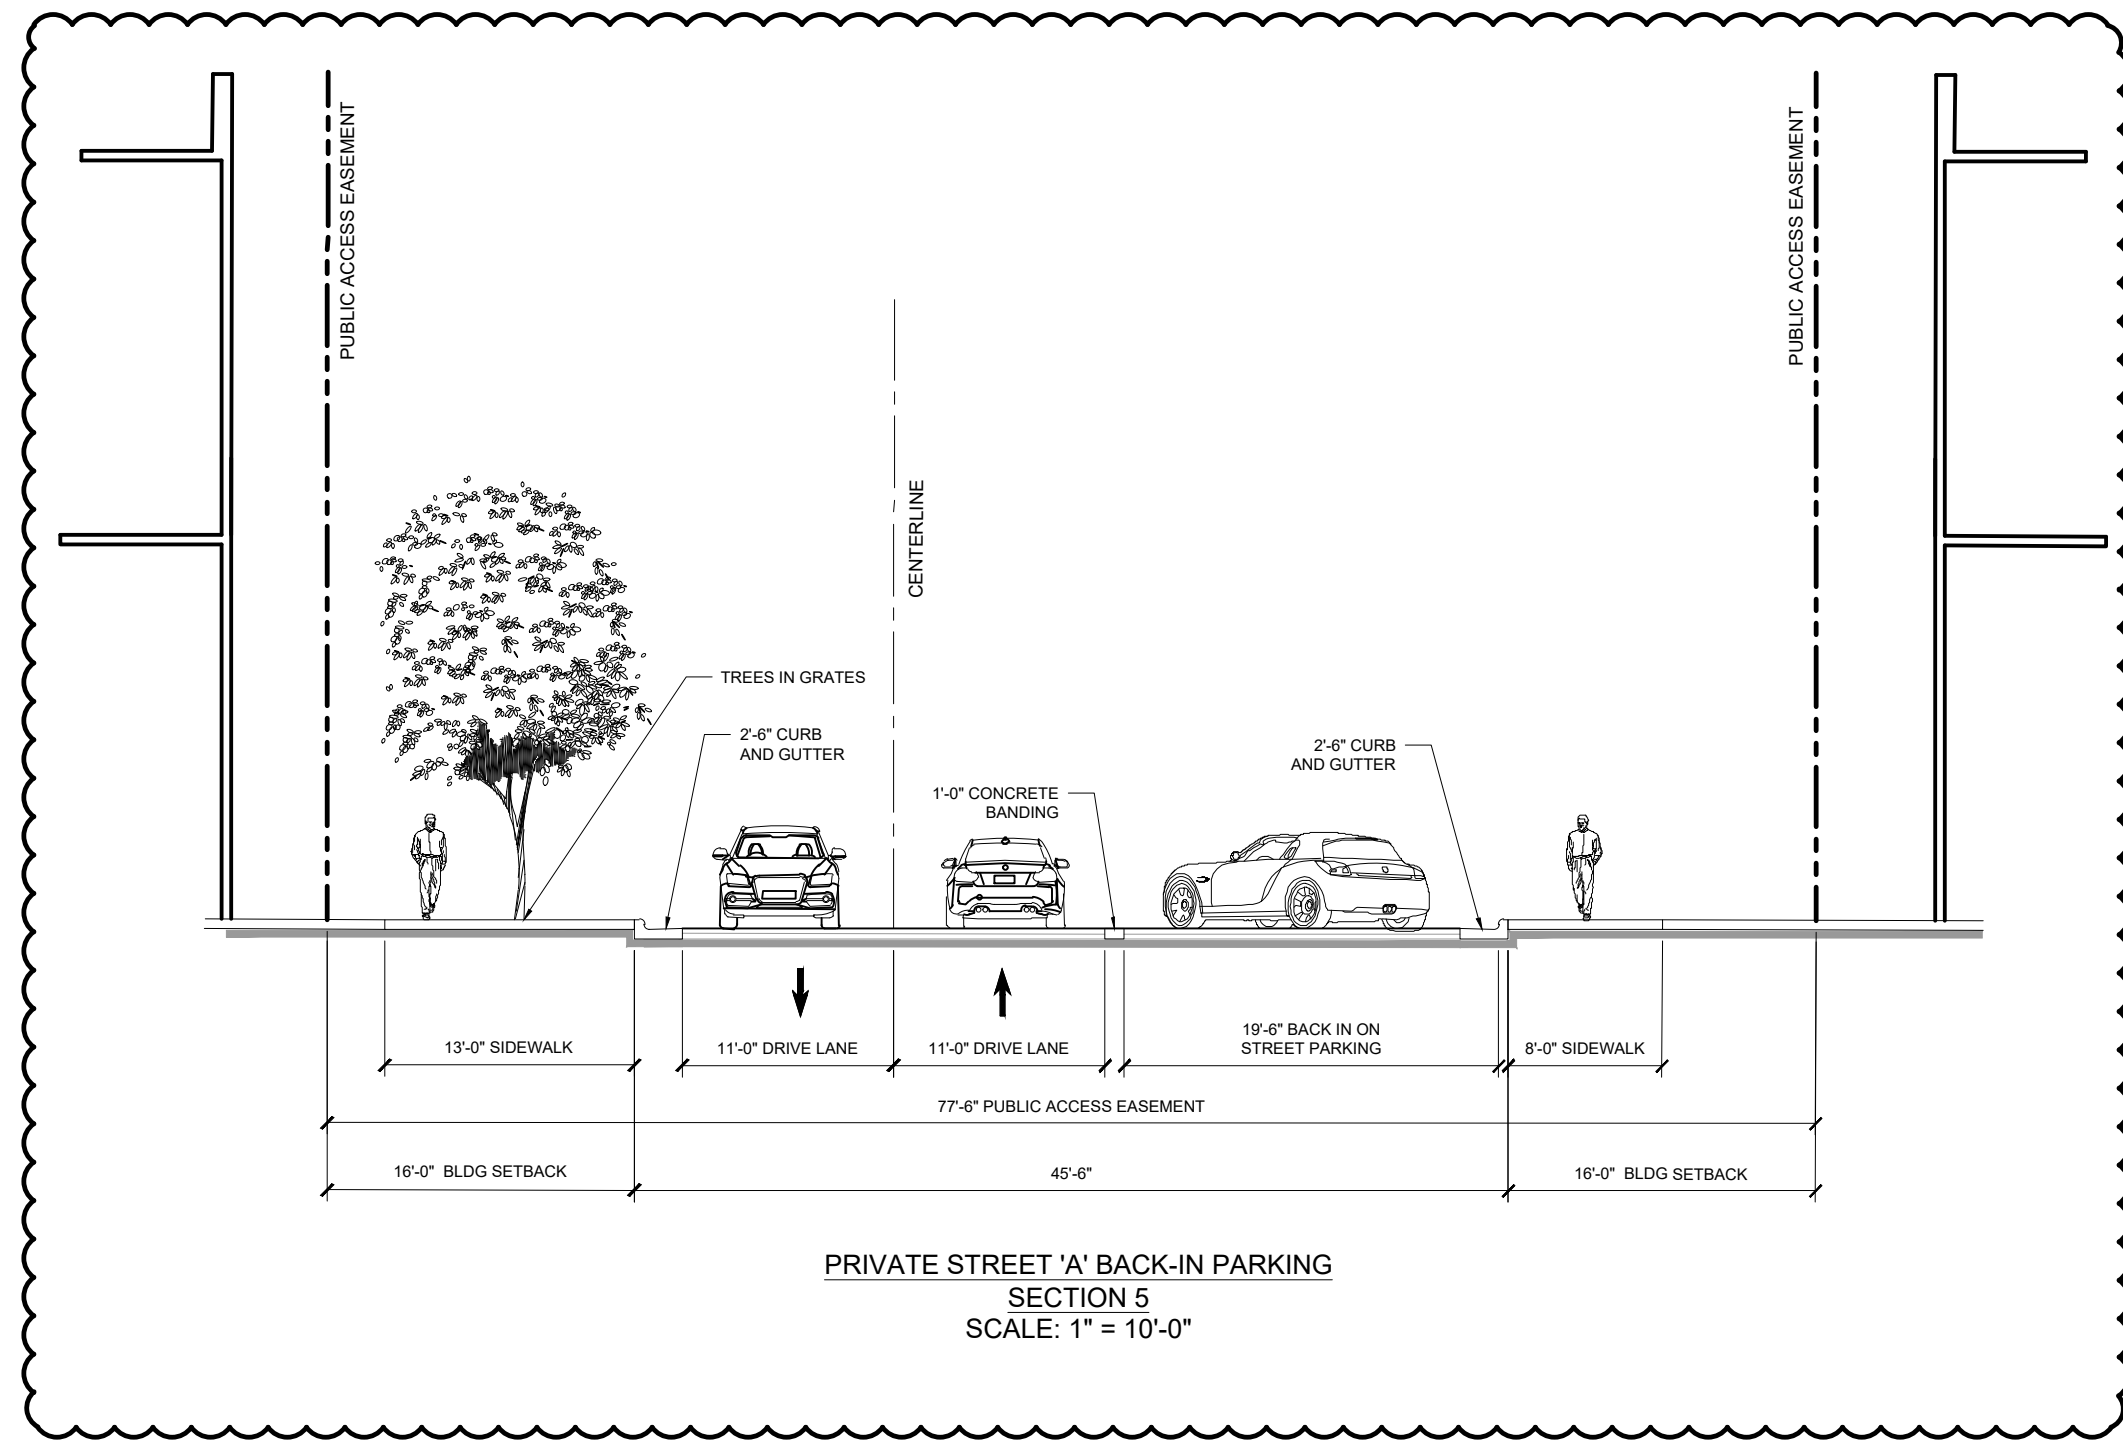 PUBLIC ACCESS EASEMENT
PUBLIC ACCESS EASEMENT
CENTERLINE
TREES IN GRATES
2'-6" CURB
AND GUTTER
1'-0" CONCRETE
BANDING
2'-6" CURB
AND GUTTER
13'-0" SIDEWALK
11'-0" DRIVE LANE
11'-0" DRIVE LANE
19'-6" BACK IN ON
STREET PARKING
8'-0" SIDEWALK
77'-6" PUBLIC ACCESS EASEMENT
16'-0" BLDG SETBACK
45'-6"
16'-0" BLDG SETBACK
PRIVATE STREET 'A' BACK-IN PARKING
SECTION 5
SCALE: 1" = 10'-0"